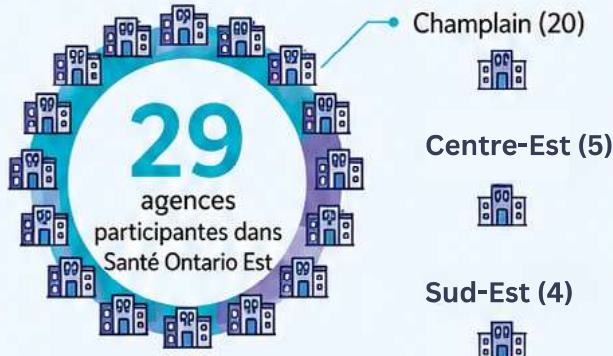 29
agences
participantes dans
Santé Ontario Est
Champlain (20)
Centre-Est (5)
Sud-Est (4)